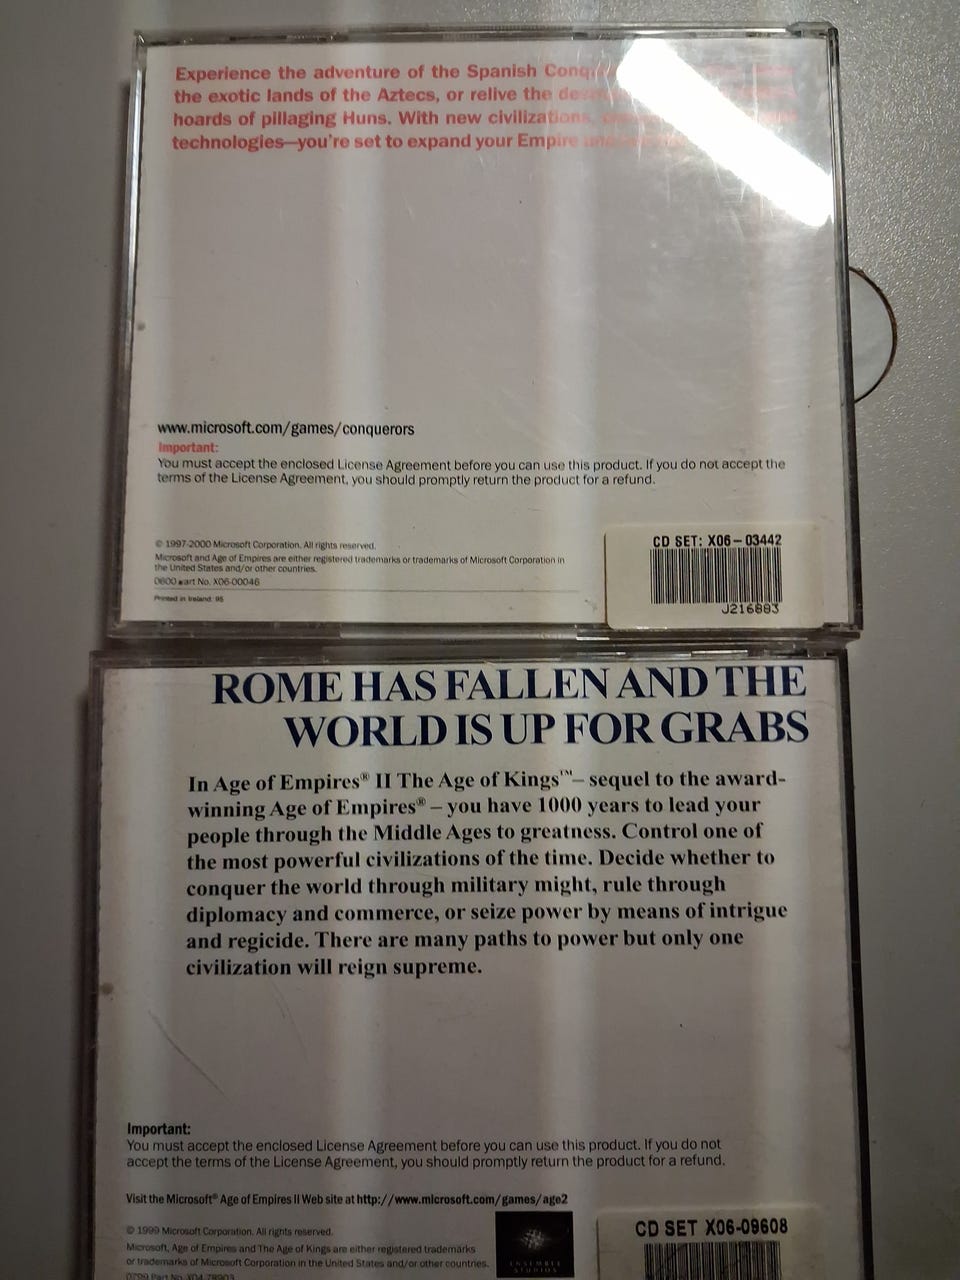 Experience the adventure of the Spanish
the exotic lands of the Aztecs, or relive the
hoards of pillaging Huns. With new civilizations,
technologies—you're set to expand your Empire
www.microsoft.com/games/conquerors
Important:
You must accept the enclosed License Agreement before you can use this product. If you do not accept the
terms of the License Agreement, you should promptly return the product for a refund.
© 1997-2000 Microsoft Corporation. All rights reserved.
Microsoft and Age of Empires are either registered trademarks or trademarks of Microsoft Corporation in
the United States and/or other countries.
0600 Part No. X06-00046
Printed in Ireland: 95
CD SET: X06-03442
J216883
ROME HAS FALLEN AND THE
WORLD IS UP FOR GRABS
In Age of Empires® II The Age of Kings™– sequel to the award-
winning Age of Empires® – you have 1000 years to lead your
people through the Middle Ages to greatness. Control one of
the most powerful civilizations of the time. Decide whether to
conquer the world through military might, rule through
diplomacy and commerce, or seize power by means of intrigue
and regicide. There are many paths to power but only one
civilization will reign supreme.
Important:
You must accept the enclosed License Agreement before you can use this product. If you do not
accept the terms of the License Agreement, you should promptly return the product for a refund.
Visit the Microsoft® Age of Empires II Web site at http://www.microsoft.com/games/age2
© 1999 Microsoft Corporation. All rights reserved.
Microsoft, Age of Empires and The Age of Kings are either registered trademarks
or trademarks of Microsoft Corporation in the United States and/or other countries.
0799 Part No. X04-78903
ENSEMBLE
STUDIOS
CD SET X06-09608